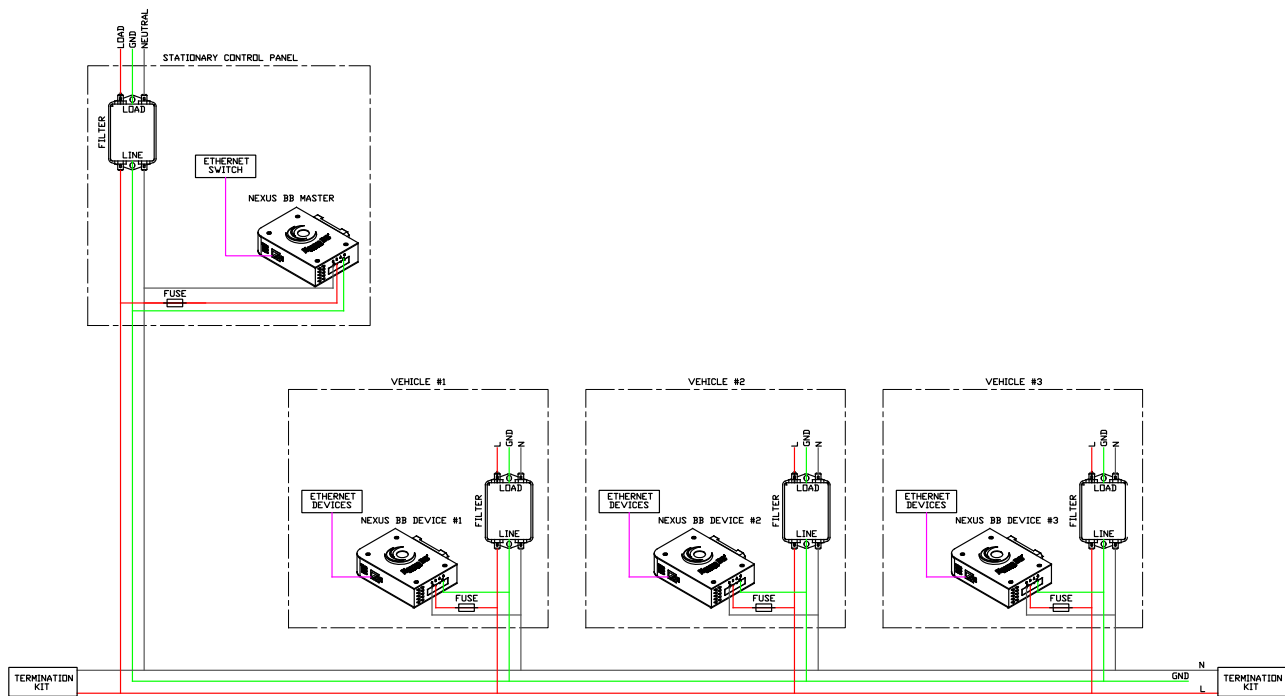 LOAD
GND
NEUTRAL
STATIONARY CONTROL PANEL
LOAD
FILTER
LINE
ETHERNET
SWITCH
NEXUS BB MASTER
FUSE
VEHICLE #1
L
GND
N
LOAD
FILTER
LINE
ETHERNET
DEVICES
NEXUS BB DEVICE #1
FUSE
VEHICLE #2
L
GND
N
LOAD
FILTER
LINE
ETHERNET
DEVICES
NEXUS BB DEVICE #2
FUSE
VEHICLE #3
L
GND
N
LOAD
FILTER
LINE
ETHERNET
DEVICES
NEXUS BB DEVICE #3
FUSE
TERMINATION
KIT
N
GND
L
TERMINATION
KIT